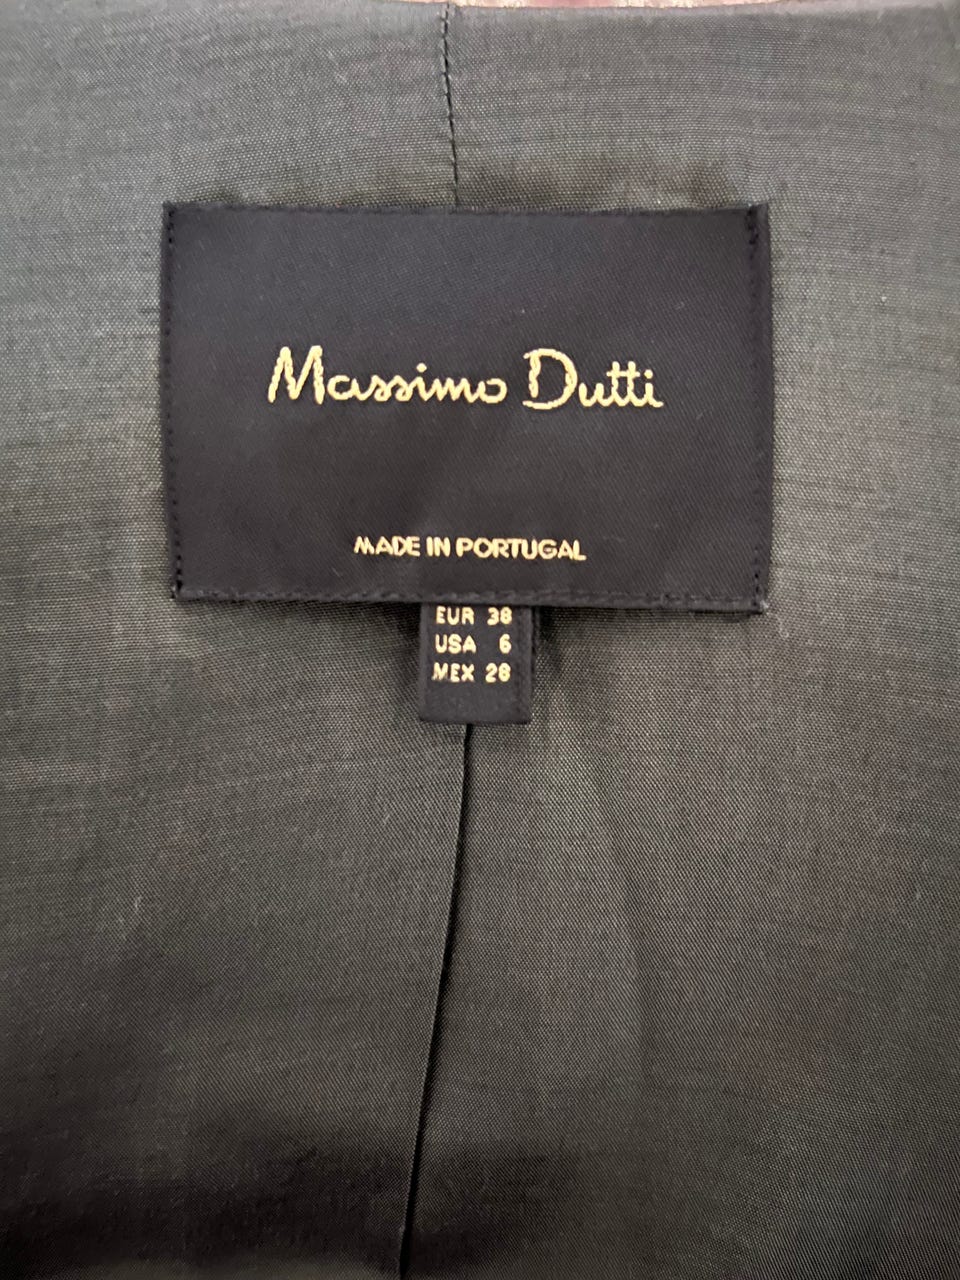 Massimo Dutti
MADE IN PORTUGAL
EUR 38
USA 6
MEX 28